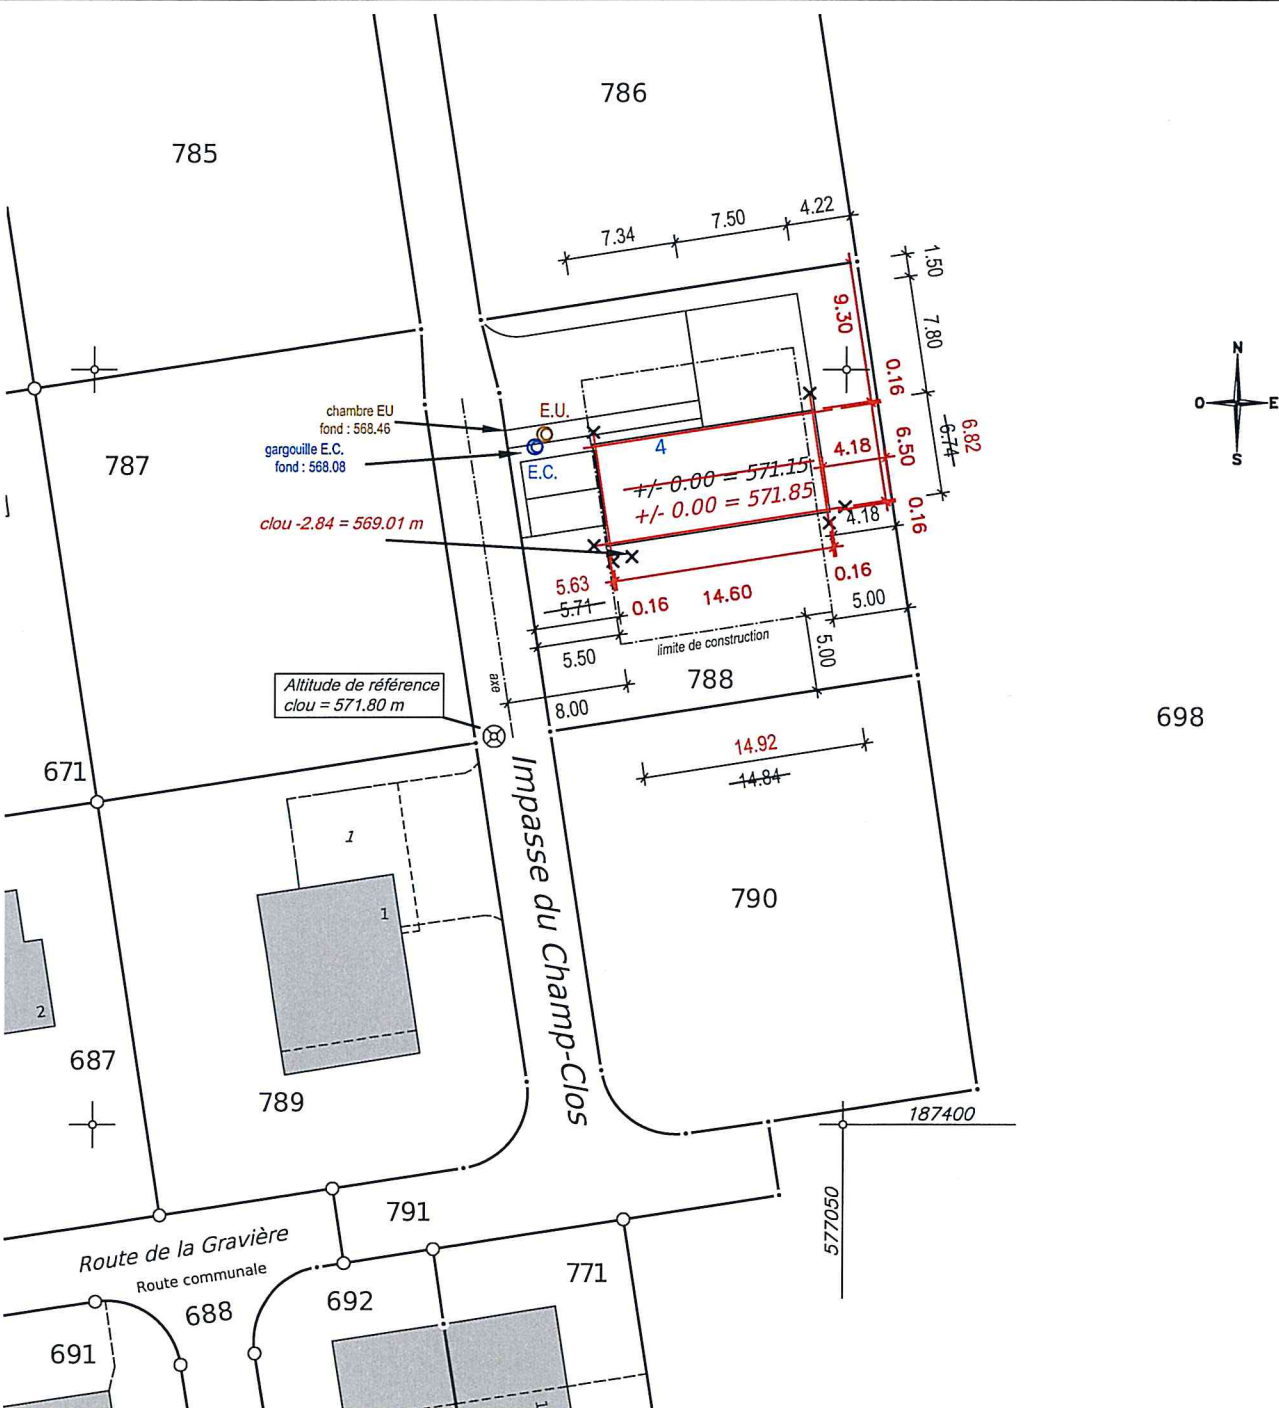 786
785
4.22
7.50
7.34
1.50
7.80
9.30
0.16
N
O
E
S
chambre EU
fond : 568.46
E.U.
gargouille E.C.
fond : 568.08
E.C.
787
4
+/- 0.00 = 571.15
+/- 0.00 = 571.85
4.18
6.50
6.74
6.82
clou -2.84 = 569.01 m
4.18
0.16
5.63
5.71
0.16
14.60
0.16
5.00
limite de construction
5.00
5.50
axe
788
8.00
Altitude de référence
clou = 571.80 m
698
14.92
14.84
671
Impasse du Champ-Clos
1
1
790
2
687
789
187400
577050
791
Route de la Gravière
Route communale
771
692
688
691
1